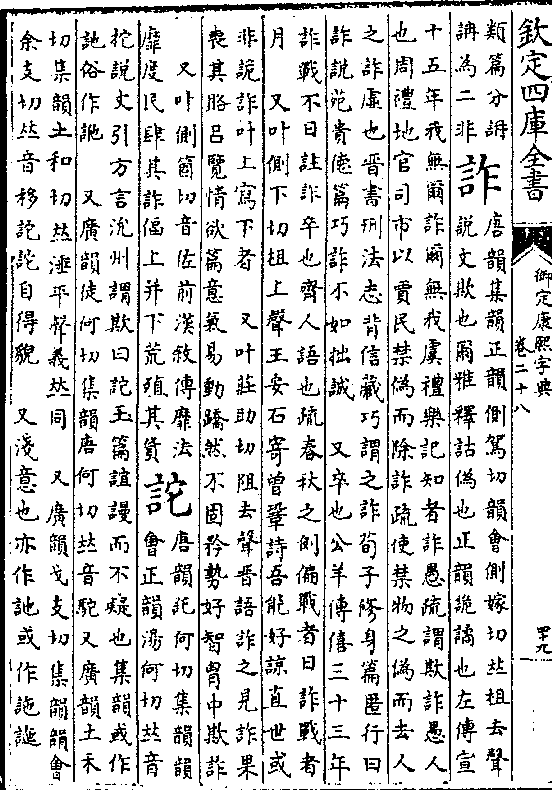 欽定四庫全書
御定康熙字典
卷二十八
四九
類篇分詽
詽為二非
詐
唐韻集韻正韻側駕切韻會側嫁切𠀤柤去聲
說文欺也爾雅釋詁偽也正韻詭譎也左傳宣
十五年我無爾詐爾無我虞禮樂記知者詐愚疏謂欺詐愚人
也周禮地官司市以賈民禁偽而除詐疏使禁物之偽而去人
之詐虛也晉書刑法志背信藏巧謂之詐荀子修身篇匿行曰
詐說苑貴德篇巧詐不如拙誠 又卒也公羊傳僖三十三年
詐戰不日註詐卒也齊人語也疏春秋之例偏戰者日詐戰者
月 又叶側下切柤上聲王安石寄曾鞏詩吾能好諒直世或
非詭詐叶上寫下者 又叶莊助切阻去聲晉語詐之見詐果
喪其賂呂覽情欲篇意氣易動蹻然不固矜勢好智胷中欺詐
又叶側箇切音佐前漢敘傳靡法
靡度民肆其詐偪上并下荒殖其貨
詑
唐韻託何切集韻韻
會正韻湯何切𠀤音
拕說文引方言沇州謂欺曰詑玉篇誼謾而不疑也集韻或作
訑俗作訑 又廣韻徒何切集韻唐何切𠀤音駝又廣韻土禾
切集韻土和切𠀤涶平聲義𠀤同 又廣韻弋支切集韻韻會
余支切𠀤音移詑詑自得貌 又淺意也亦作訑或作詑謕